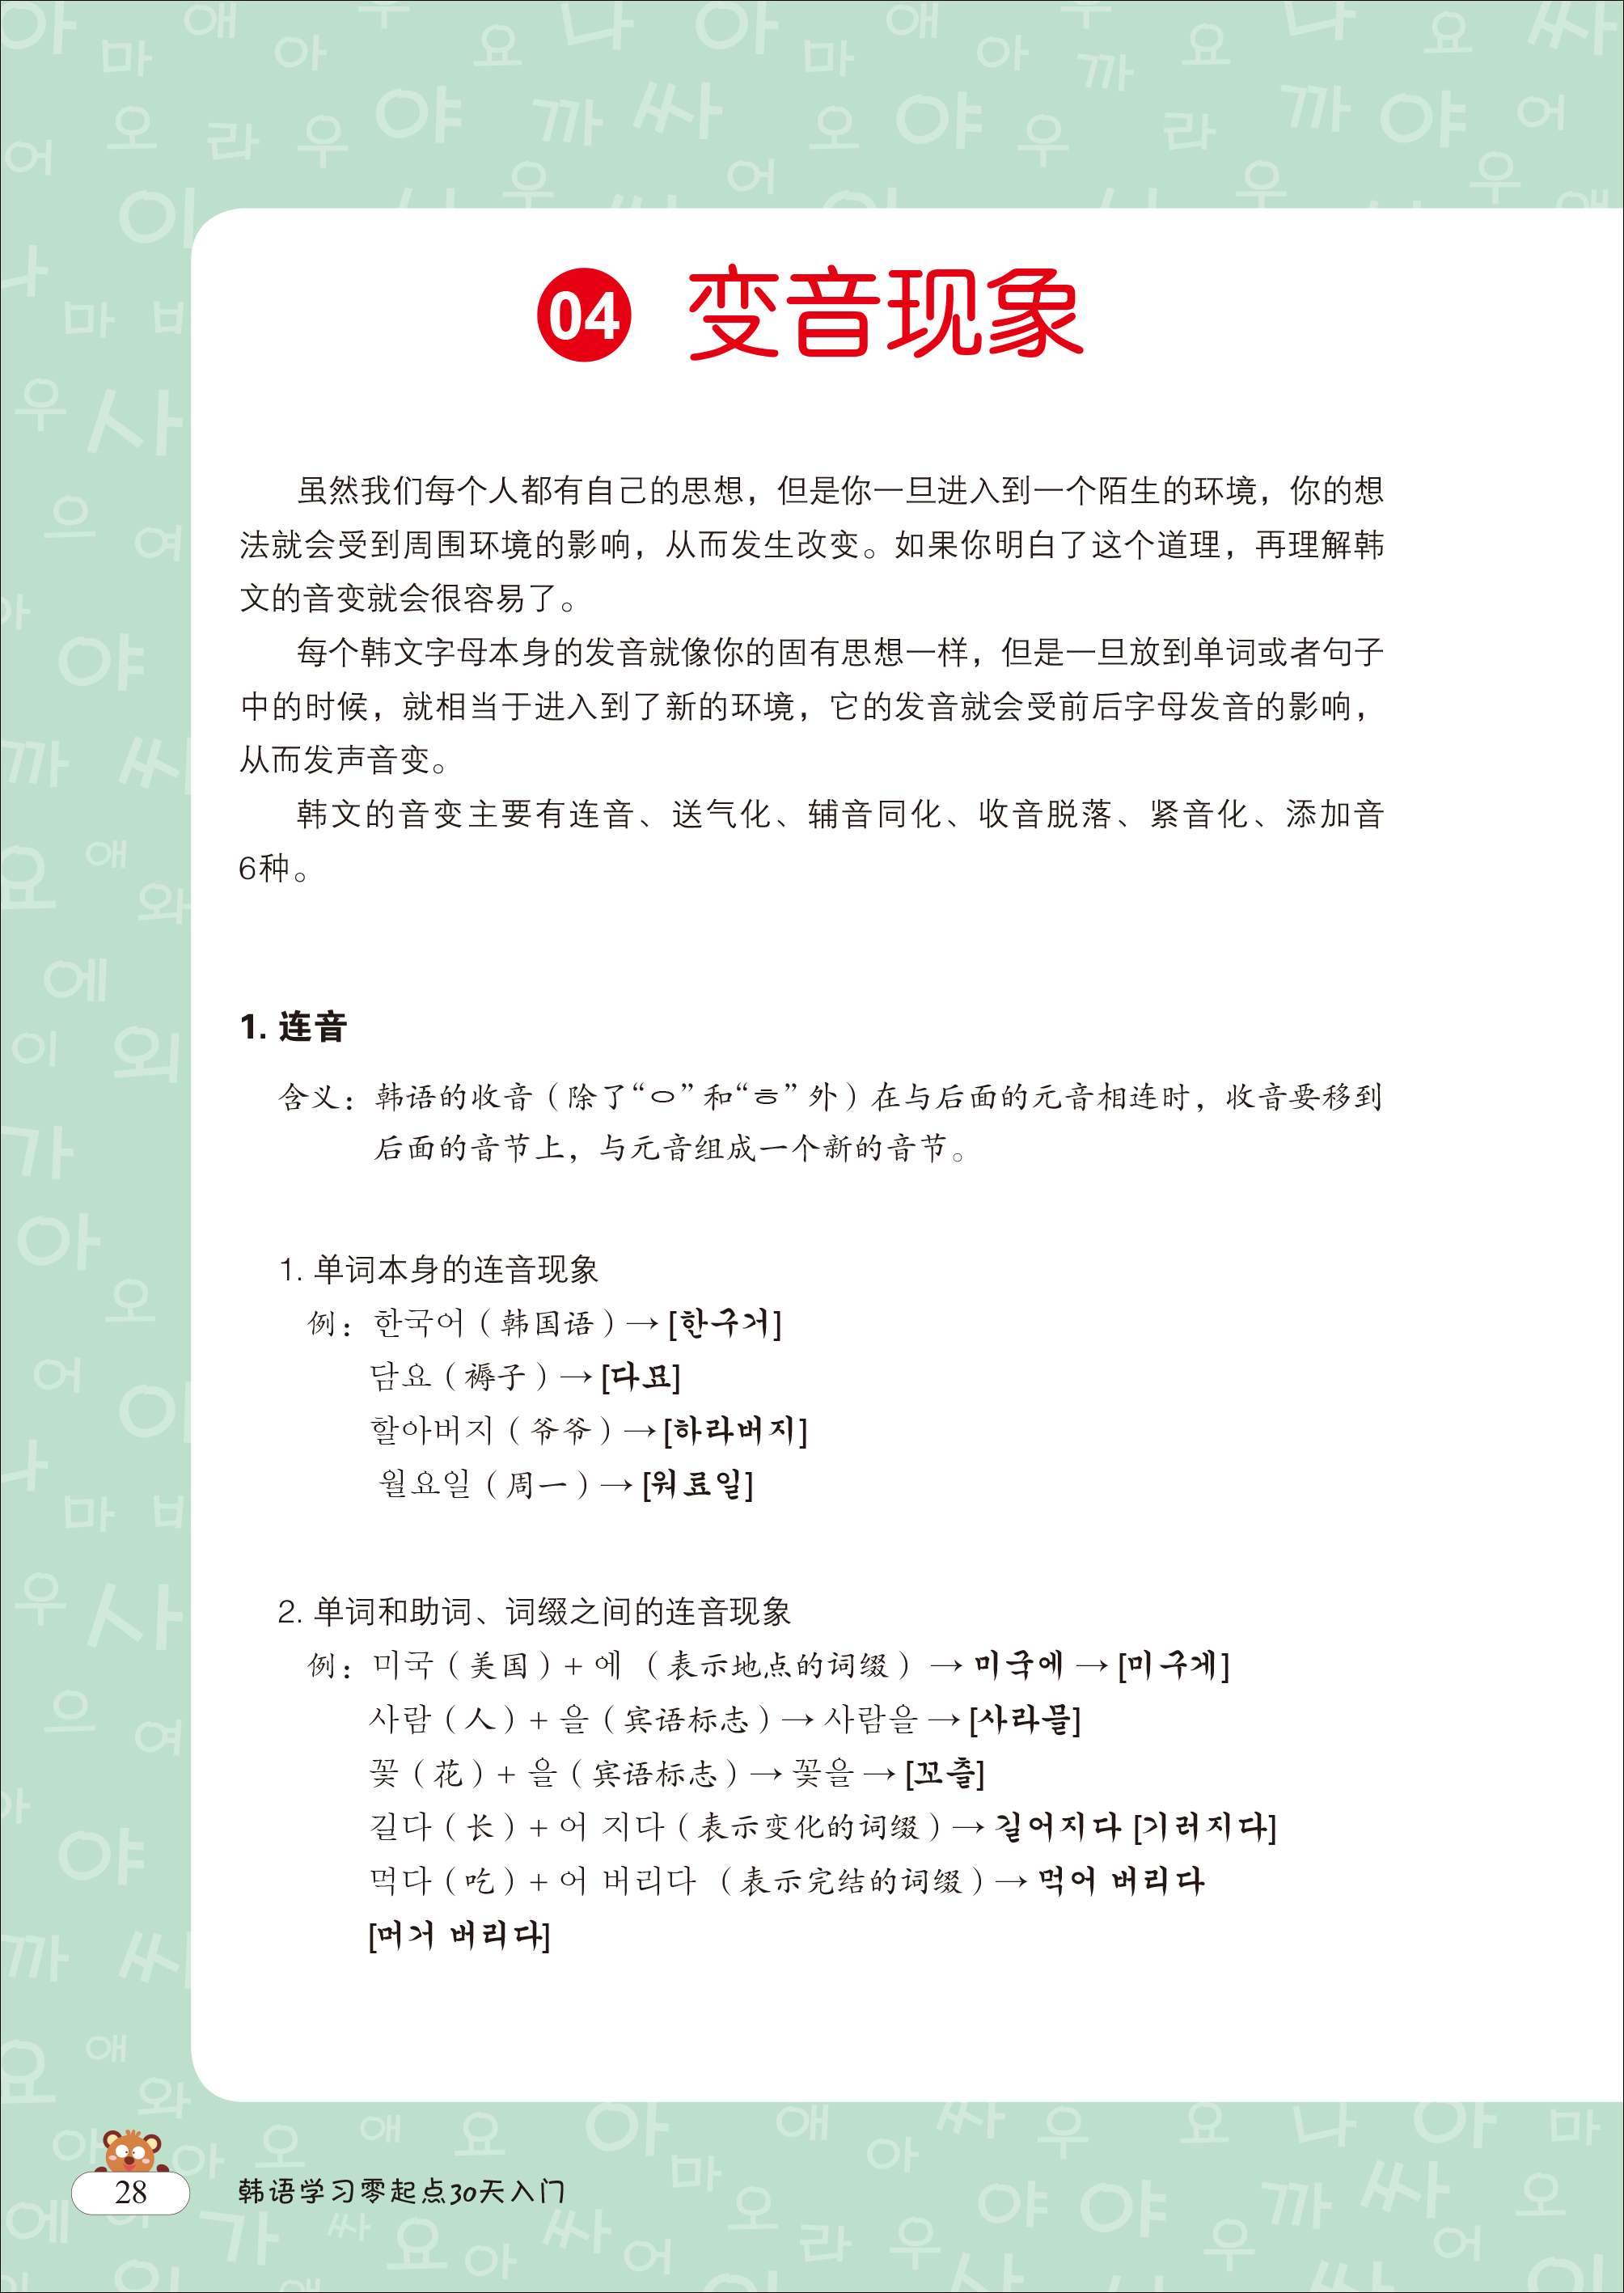 04 变音现象
虽然我们每个人都有自己的思想，但是你一旦进入到一个陌生的环境，你的想
法就会受到周围环境的影响，从而发生改变。如果你明白了这个道理，再理解韩
文的音变就会很容易了。
每个韩文字母本身的发音就像你的固有思想一样，但是一旦放到单词或者句子
中的时候，就相当于进入到了新的环境，它的发音就会受前后字母发音的影响，
从而发声音变。
韩文的音变主要有连音、送气化、辅音同化、收音脱落、紧音化、添加音
6种。
1. 连音
含义：韩语的收音（除了“ㅇ”和“ㅎ”外）在与后面的元音相连时，收音要移到
后面的音节上，与元音组成一个新的音节。
1. 单词本身的连音现象
例：한국어（韩国语）→ [한구거]
담요（褥子）→ [다묘]
할아버지（爷爷）→ [하라버지]
월요일（周一）→ [워료일]
2. 单词和助词、词缀之间的连音现象
例：미국（美国）+ 에 （表示地点的词缀） → 미국에 → [미구게]
사람（人）+ 을（宾语标志）→ 사람을 → [사라믈]
꽃（花）+ 을（宾语标志）→ 꽃을 → [꼬츨]
길다（长）+ 어 지다（表示变化的词缀）→ 길어지다 [기러지다]
먹다（吃）+ 어 버리다 （表示完结的词缀）→ 먹어 버리다
[머거 버리다]
28 韩语学习零起点30天入门